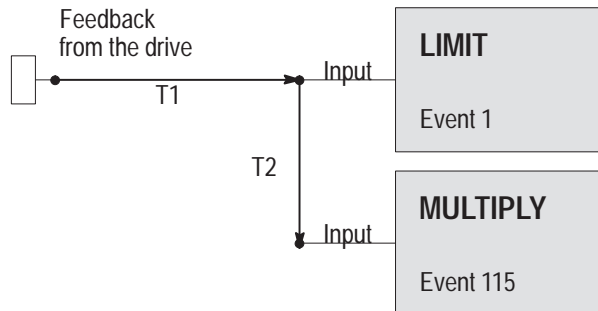 Feedback
from the drive
T1
Input
LIMIT
Event 1
T2
Input
MULTIPLY
Event 115